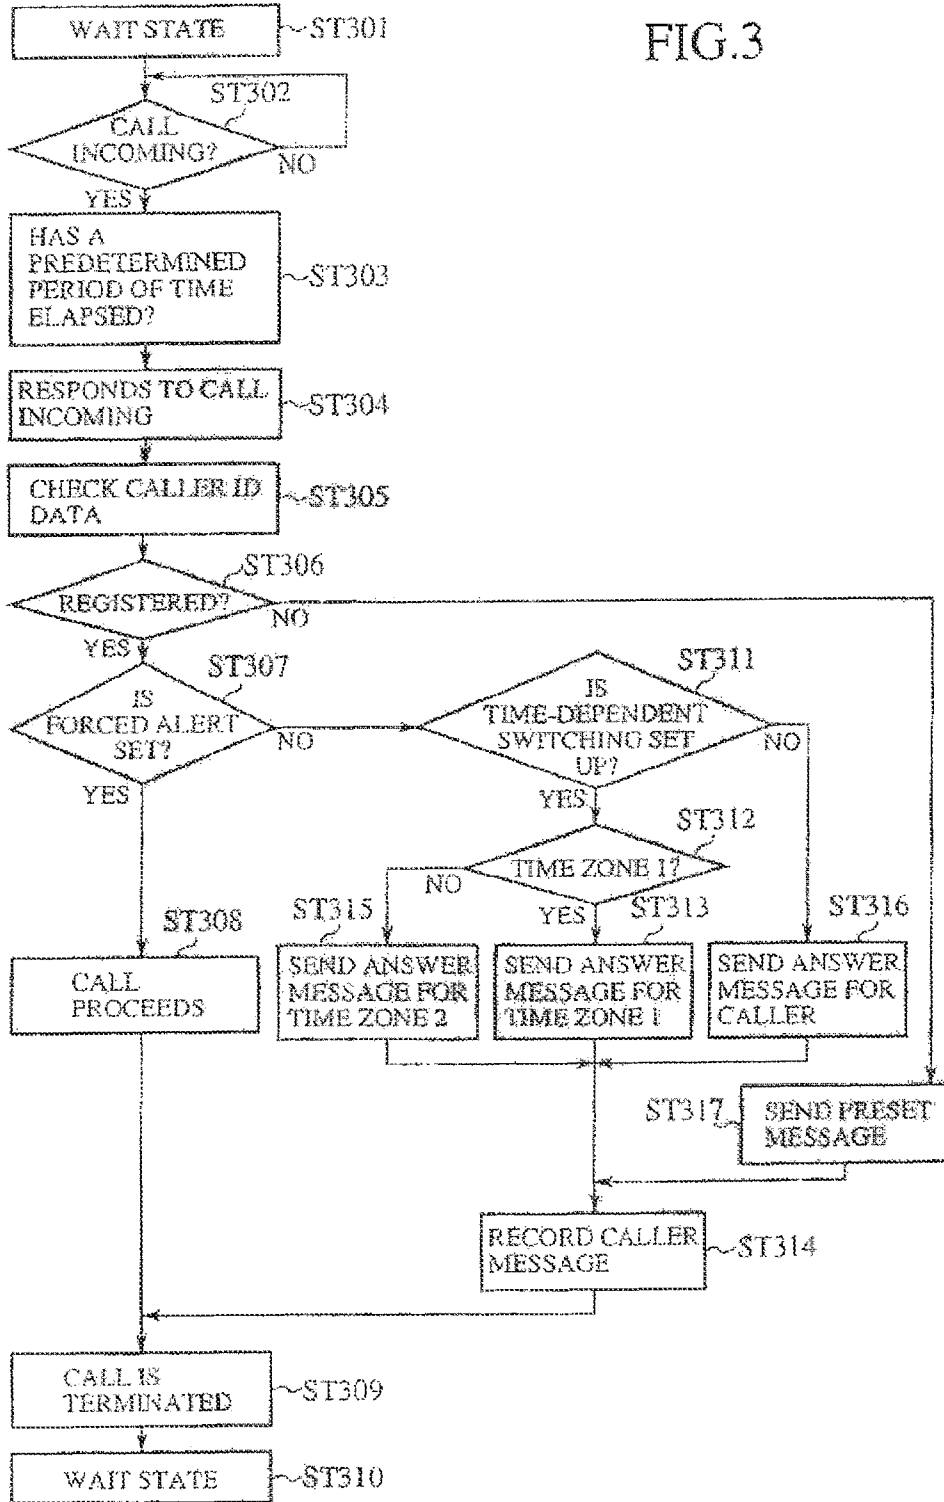 FIG.3
WAIT STATE
ST301
ST302
CALL
INCOMING?
NO
YES
HAS A
PREDETERMINED
PERIOD OF TIME
ELAPSED?
ST303
RESPONDS TO CALL
INCOMING
ST304
CHECK CALLER ID
DATA
ST305
ST306
REGISTERED?
NO
YES
ST307
IS
FORCED ALERT
SET?
NO
YES
ST311
IS
TIME-DEPENDENT
SWITCHING SET
UP?
NO
YES
ST312
TIME ZONE 1?
NO
YES
ST308
CALL
PROCEEDS
ST315
SEND ANSWER
MESSAGE FOR
TIME ZONE 2
ST313
SEND ANSWER
MESSAGE FOR
TIME ZONE 1
ST316
SEND ANSWER
MESSAGE FOR
CALLER
ST317
SEND PRESET
MESSAGE
RECORD CALLER
MESSAGE
ST314
CALL IS
TERMINATED
ST309
WAIT STATE
ST310